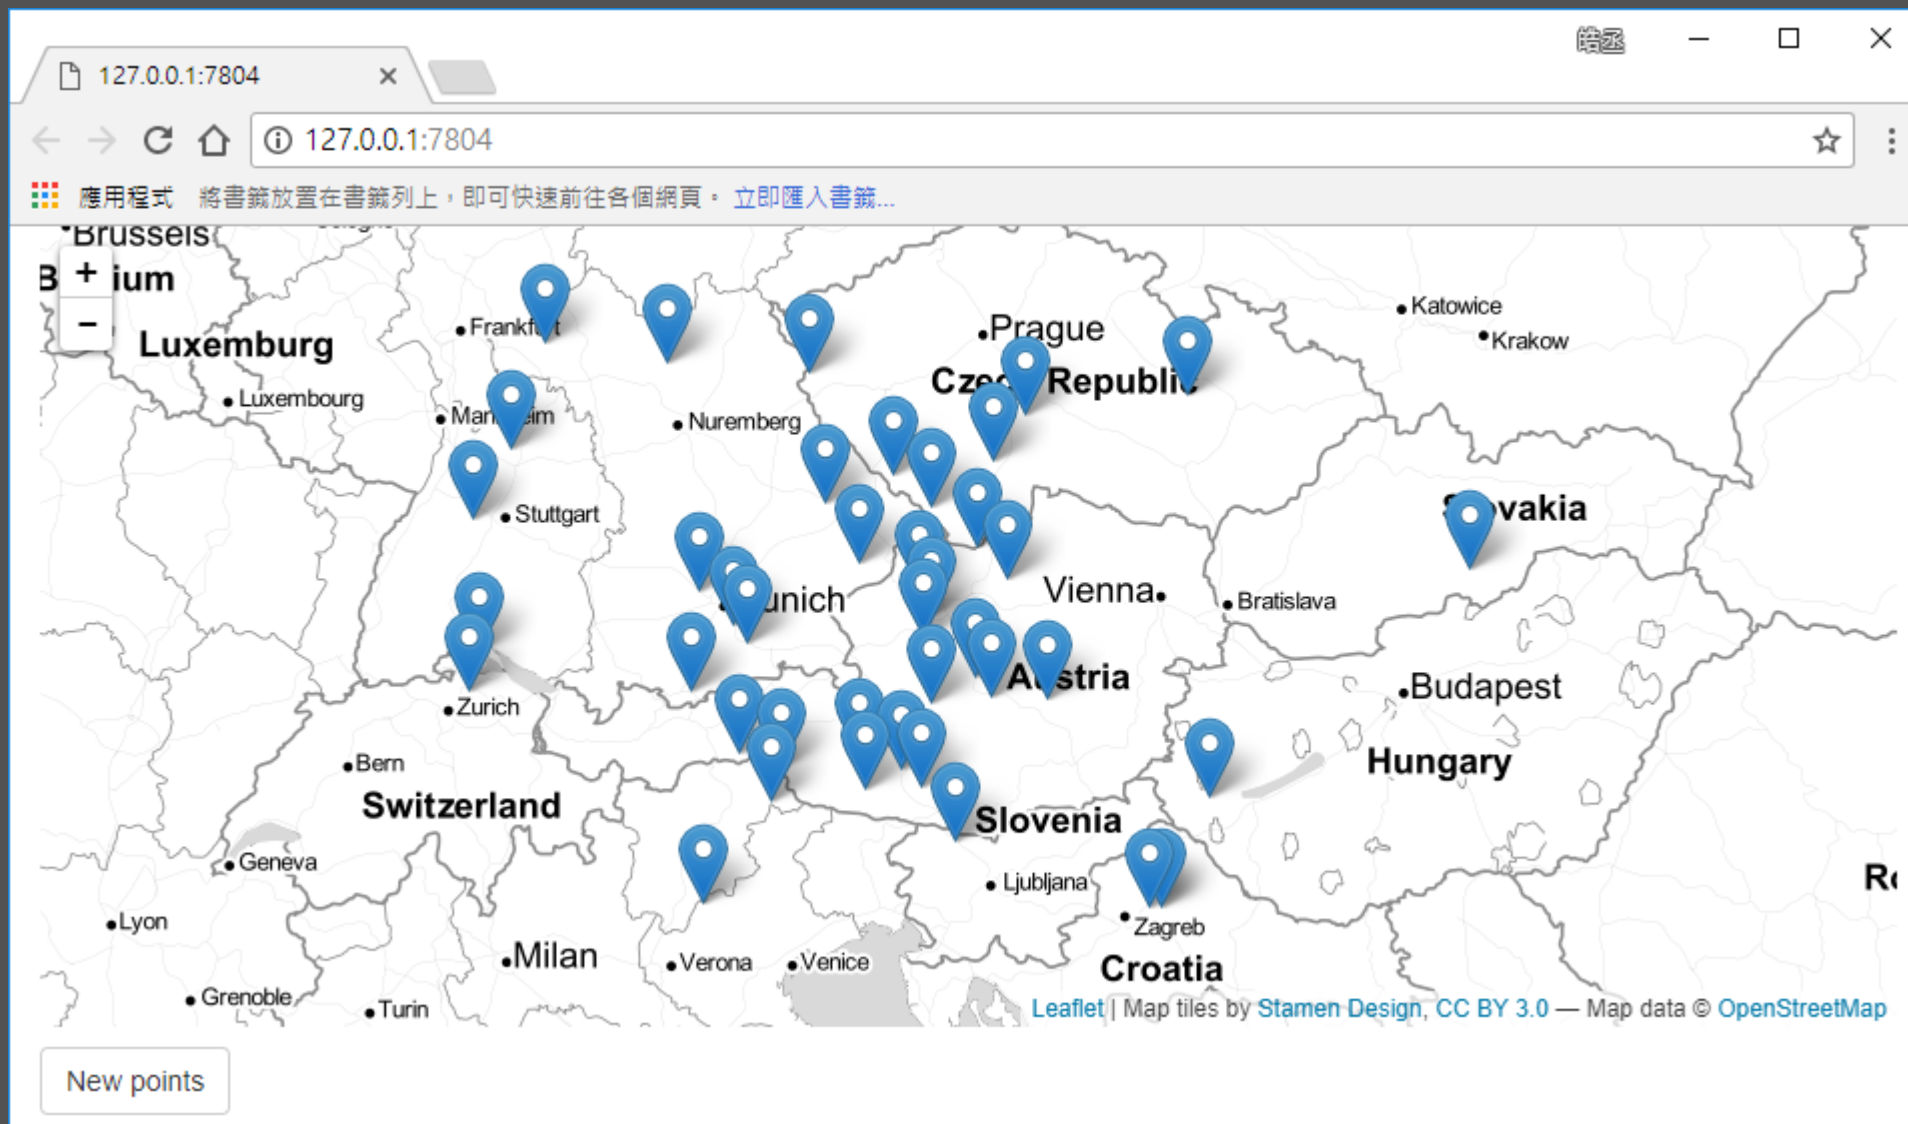 皓丞
127.0.0.1:7804
127.0.0.1:7804
應用程式 將書籤放置在書籤列上，即可快速前往各個網頁。 立即匯入書籤...
Brussels
+
−
Luxemburg
Prague
Katowice
Krakow
Luxembourg
Nuremberg
Stuttgart
Vienna
Bratislava
Budapest
Zurich
Bern
Hungary
Switzerland
Slovenia
Geneva
Ljubljana
Lyon
Zagreb
Milan
Verona
Venice
Croatia
Grenoble
Turin
Leaflet | Map tiles by Stamen Design, CC BY 3.0 — Map data © OpenStreetMap
New points